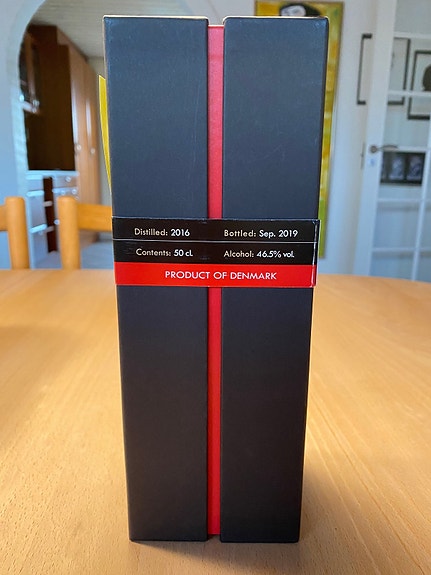 Distilled: 2016 Bottled: Sep. 2019
Contents: 50 cl. Alcohol: 46.5% vol.
PRODUCT OF DENMARK